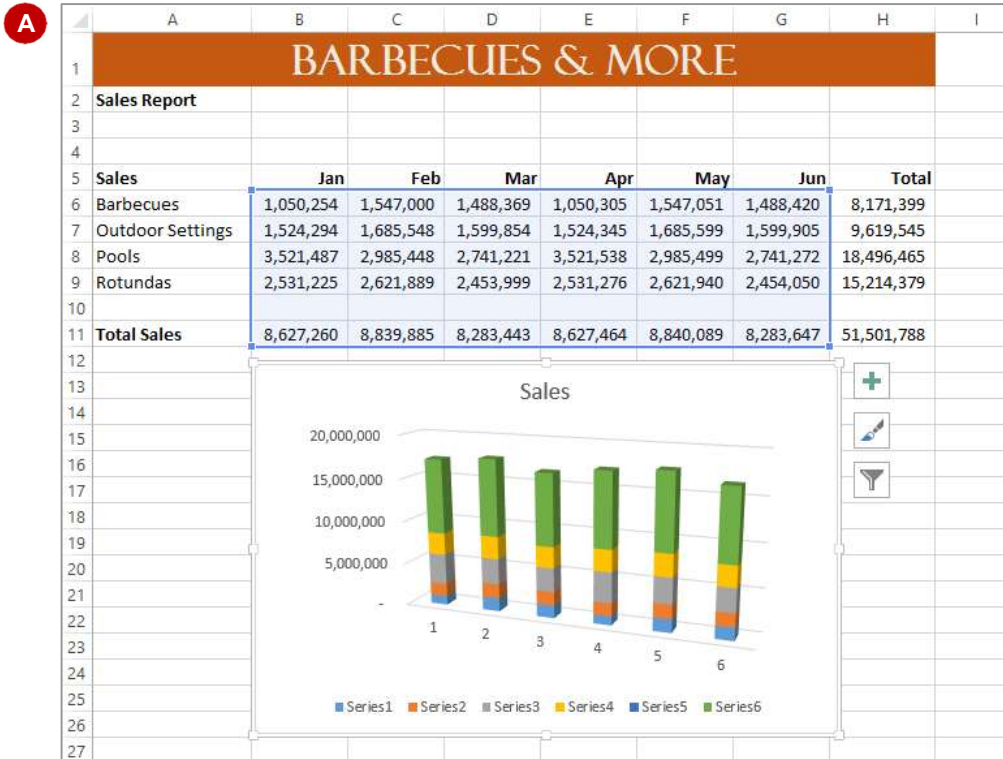 A
A B C D E F G H I
1 BARBECUES & MORE
2 Sales Report
3
4
5 Sales Jan Feb Mar Apr May Jun Total
6 Barbecues 1,050,254 1,547,000 1,488,369 1,050,305 1,547,051 1,488,420 8,171,399
7 Outdoor Settings 1,524,294 1,685,548 1,599,854 1,524,345 1,685,599 1,599,905 9,619,545
8 Pools 3,521,487 2,985,448 2,741,221 3,521,538 2,985,499 2,741,272 18,496,465
9 Rotundas 2,531,225 2,621,889 2,453,999 2,531,276 2,621,940 2,454,050 15,214,379
10
11 Total Sales 8,627,260 8,839,885 8,283,443 8,627,464 8,840,089 8,283,647 51,501,788
12
13
14
15
16
17
18
19
20
21
22
23
24
25
26
27
Sales
20,000,000
15,000,000
10,000,000
5,000,000
-
1 2 3 4 5 6
Series1 Series2 Series3 Series4 Series5 Series6